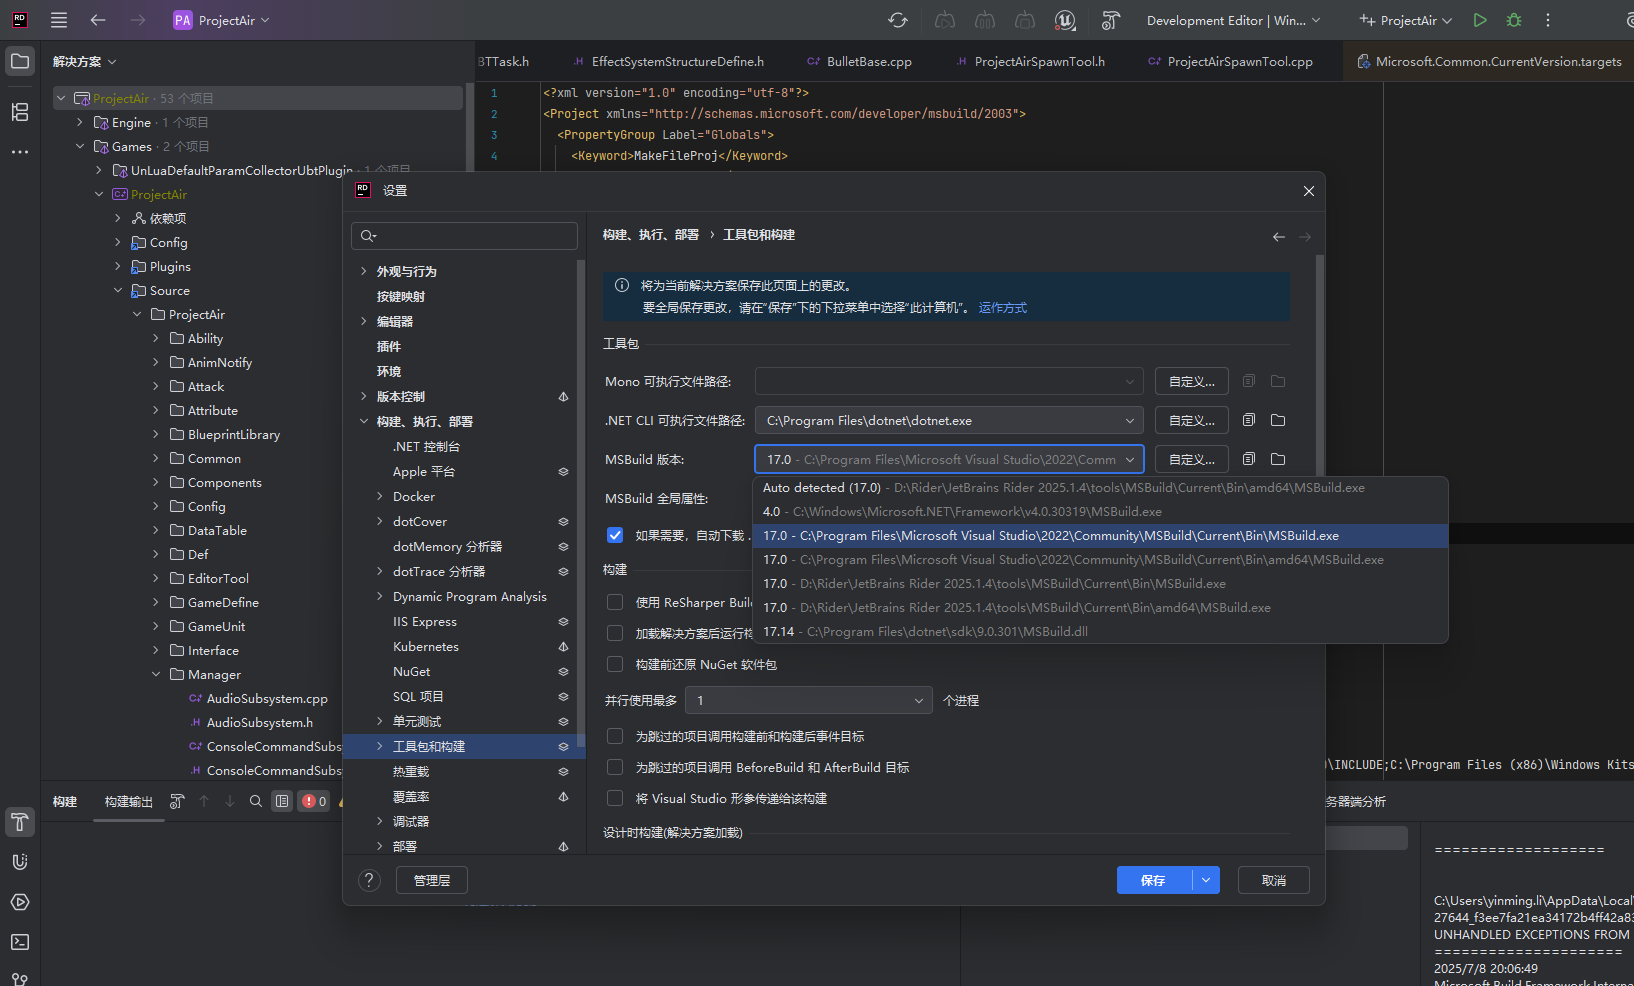 RD
PA ProjectAir
Development Editor | Win...
ProjectAir
解决方案
BTTask.h
.H EffectSystemStructureDefine.h
C+ BulletBase.cpp
.H ProjectAirSpawnTool.h
C+ ProjectAirSpawnTool.cpp
Microsoft.Common.CurrentVersion.targets
ProjectAir · 53 个项目
Engine · 1 个项目
Games · 2 个项目
UnLuaDefaultParamCollectorUbtPlugin · 1 个项目
ProjectAir
依赖项
Config
Plugins
Source
ProjectAir
Ability
AnimNotify
Attack
Attribute
BlueprintLibrary
Common
Components
Config
DataTable
Def
EditorTool
GameDefine
GameUnit
Interface
Manager
C+ AudioSubsystem.cpp
.H AudioSubsystem.h
C+ ConsoleCommandSubs
.H ConsoleCommandSubs
1 <?xml version="1.0" encoding="utf-8"?>
2 <Project xmlns="http://schemas.microsoft.com/developer/msbuild/2003">
3 <PropertyGroup Label="Globals">
4 <Keyword>MakeFileProj</Keyword>
RD 设置
外观与行为
按键映射
编辑器
插件
环境
版本控制
构建、执行、部署
.NET 控制台
Apple 平台
Docker
dotCover
dotMemory 分析器
dotTrace 分析器
Dynamic Program Analysis
IIS Express
Kubernetes
NuGet
SQL 项目
单元测试
工具包和构建
热重载
覆盖率
调试器
部署
构建、执行、部署 › 工具包和构建
将为当前解决方案保存此页面上的更改。
要全局保存更改，请在“保存”下的下拉菜单中选择“此计算机”。 运作方式
工具包
Mono 可执行文件路径:
自定义...
.NET CLI 可执行文件路径: C:\Program Files\dotnet\dotnet.exe
自定义...
MSBuild 版本: 17.0 - C:\Program Files\Microsoft Visual Studio\2022\Comm
自定义...
MSBuild 全局属性:
Auto detected (17.0) - D:\Rider\JetBrains Rider 2025.1.4\tools\MSBuild\Current\Bin\amd64\MSBuild.exe
4.0 - C:\Windows\Microsoft.NET\Framework\v4.0.30319\MSBuild.exe
17.0 - C:\Program Files\Microsoft Visual Studio\2022\Community\MSBuild\Current\Bin\MSBuild.exe
17.0 - C:\Program Files\Microsoft Visual Studio\2022\Community\MSBuild\Current\Bin\amd64\MSBuild.exe
17.0 - D:\Rider\JetBrains Rider 2025.1.4\tools\MSBuild\Current\Bin\MSBuild.exe
17.0 - D:\Rider\JetBrains Rider 2025.1.4\tools\MSBuild\Current\Bin\amd64\MSBuild.exe
17.14 - C:\Program Files\dotnet\sdk\9.0.301\MSBuild.dll
如果需要，自动下载 .
构建
使用 ReSharper Build
加载解决方案后运行构
构建前还原 NuGet 软件包
并行使用最多 1 个进程
为跳过的项目调用构建前和构建后事件目标
为跳过的项目调用 BeforeBuild 和 AfterBuild 目标
将 Visual Studio 形参传递给该构建
设计时构建(解决方案加载)
? 管理层
保存
取消
\INCLUDE;C:\Program Files (x86)\Windows Kits
构建
构建输出
0
务器端分析
===================
C:\Users\yinming.li\AppData\Local\
27644_f3ee7fa21ea34172b4ff42a83
UNHANDLED EXCEPTIONS FROM
=====================
2025/7/8 20:06:49
Microsoft.Build.Framework.Interna